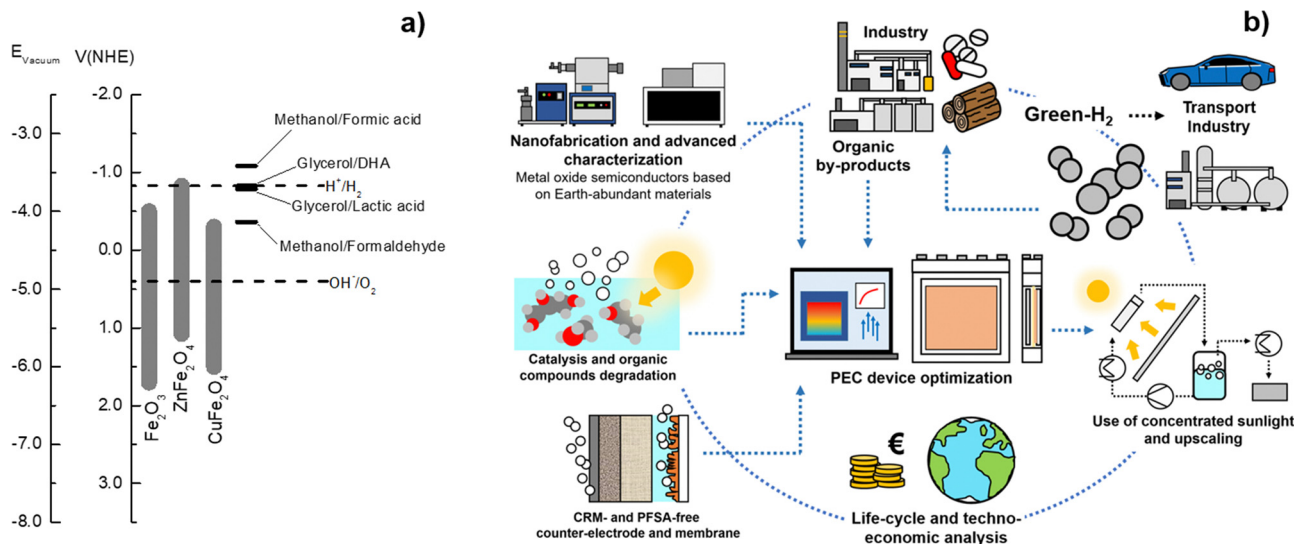 a)
E_Vacuum V(NHE)
-2.0
-3.0
Methanol/Formic acid
Glycerol/DHA
-1.0
H⁺/H₂
Glycerol/Lactic acid
-4.0
Methanol/Formaldehyde
0.0
OH⁻/O₂
-5.0
1.0
-6.0
Fe₂O₃
ZnFe₂O₄
CuFe₂O₄
2.0
-7.0
3.0
-8.0
b)
Industry
Nanofabrication and advanced
characterization
Metal oxide semiconductors based
on Earth-abundant materials
Organic
by-products
Green-H₂
Transport
Industry
Catalysis and organic
compounds degradation
PEC device optimization
Use of concentrated sunlight
and upscaling
CRM- and PFSA-free
counter-electrode and membrane
€
Life-cycle and techno-
economic analysis